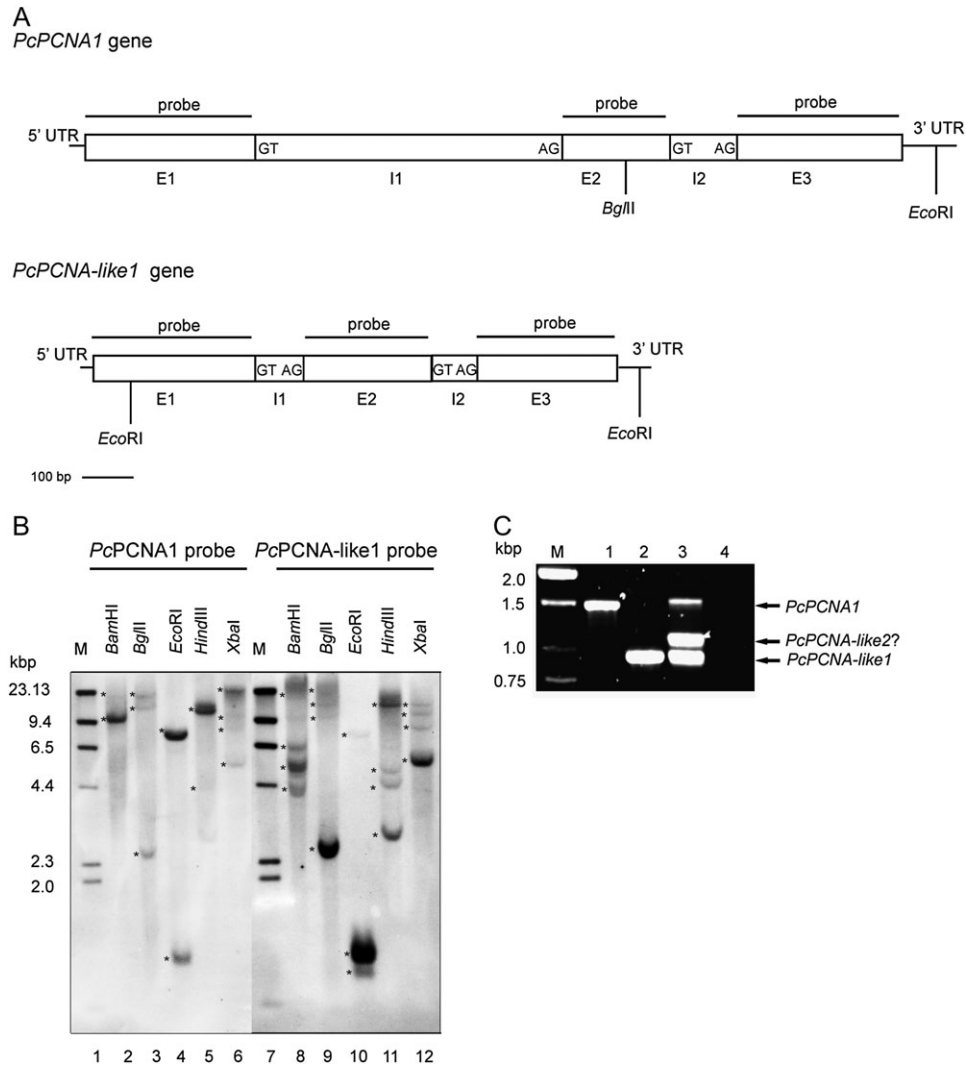 A
PcPCNA1 gene
probe probe probe
5’ UTR GT AG GT AG 3’ UTR
E1 I1 E2 I2 E3
BglII EcoRI
PcPCNA-like1 gene
probe probe probe
5’ UTR GT AG GT AG 3’ UTR
E1 I1 E2 I2 E3
EcoRI EcoRI
100 bp
B
PcPCNA1 probe PcPCNA-like1 probe
M BamHI BglII EcoRI HindIII XbaI M BamHI BglII EcoRI HindIII XbaI
kbp
23.13
9.4
6.5
4.4
2.3
2.0
1 2 3 4 5 6 7 8 9 10 11 12
C
kbp M 1 2 3 4
2.0
1.5 PcPCNA1
PcPCNA-like2?
1.0
PcPCNA-like1
0.75